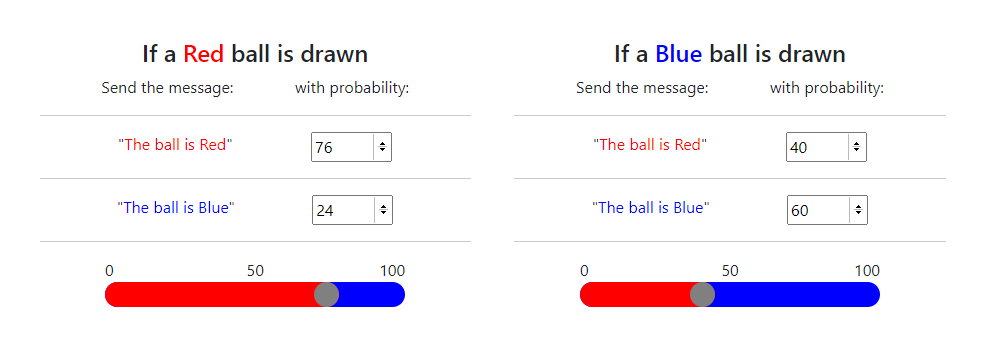 If a Red ball is drawn
Send the message: with probability:
"The ball is Red" 76
"The ball is Blue" 24
0 50 100
If a Blue ball is drawn
Send the message: with probability:
"The ball is Red" 40
"The ball is Blue" 60
0 50 100